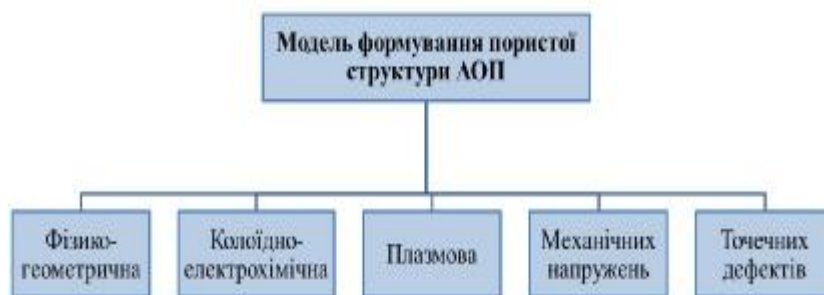 Модель формування пористої
структури АОП
Фізико-
геометрична
Колоїдно-
електрохімічна
Плазмова
Механічних
напружень
Точечних
дефектів